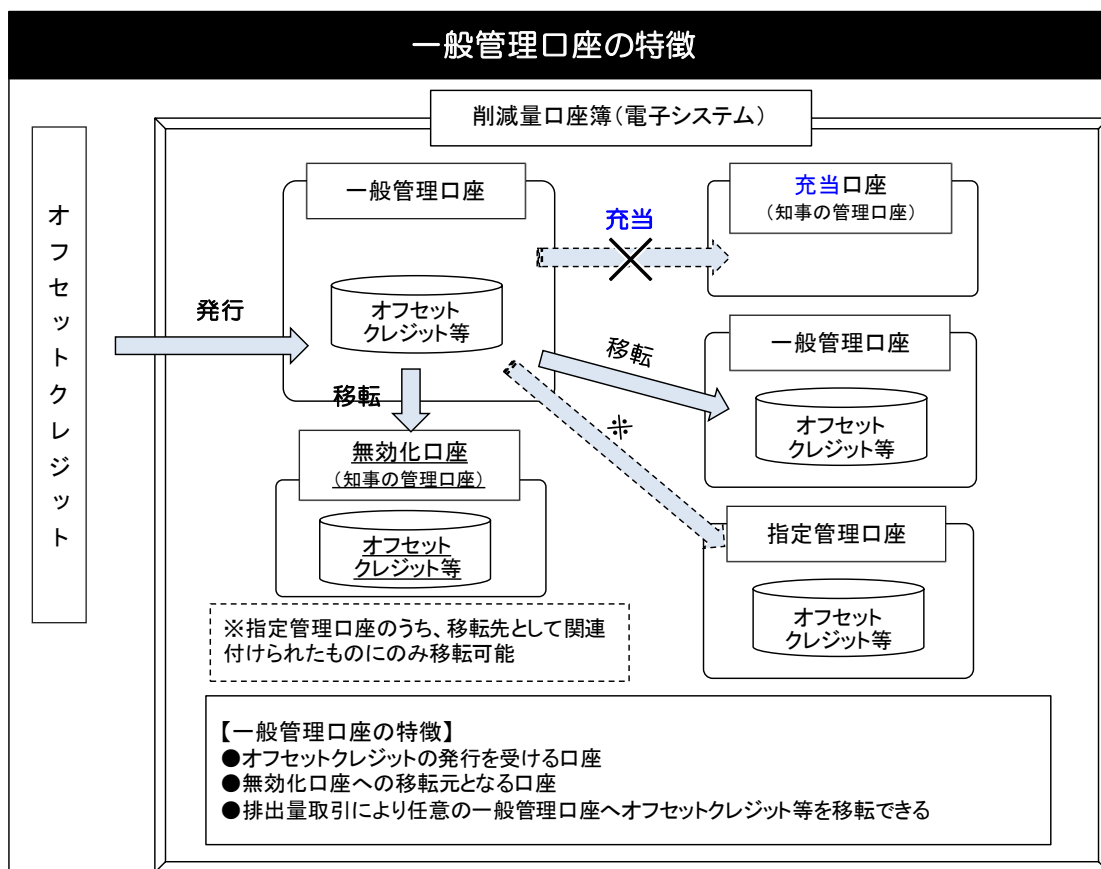 一般管理口座の特徴
オフセットクレジット
削減量口座簿（電子システム）
一般管理口座
オフセット
クレジット等
発行
充当
充当口座
（知事の管理口座）
移転
一般管理口座
オフセット
クレジット等
移転
無効化口座
（知事の管理口座）
オフセット
クレジット等
※
指定管理口座
オフセット
クレジット等
※指定管理口座のうち、移転先として関連
付けられたものにのみ移転可能
【一般管理口座の特徴】
●オフセットクレジットの発行を受ける口座
●無効化口座への移転元となる口座
●排出量取引により任意の一般管理口座へオフセットクレジット等を移転できる